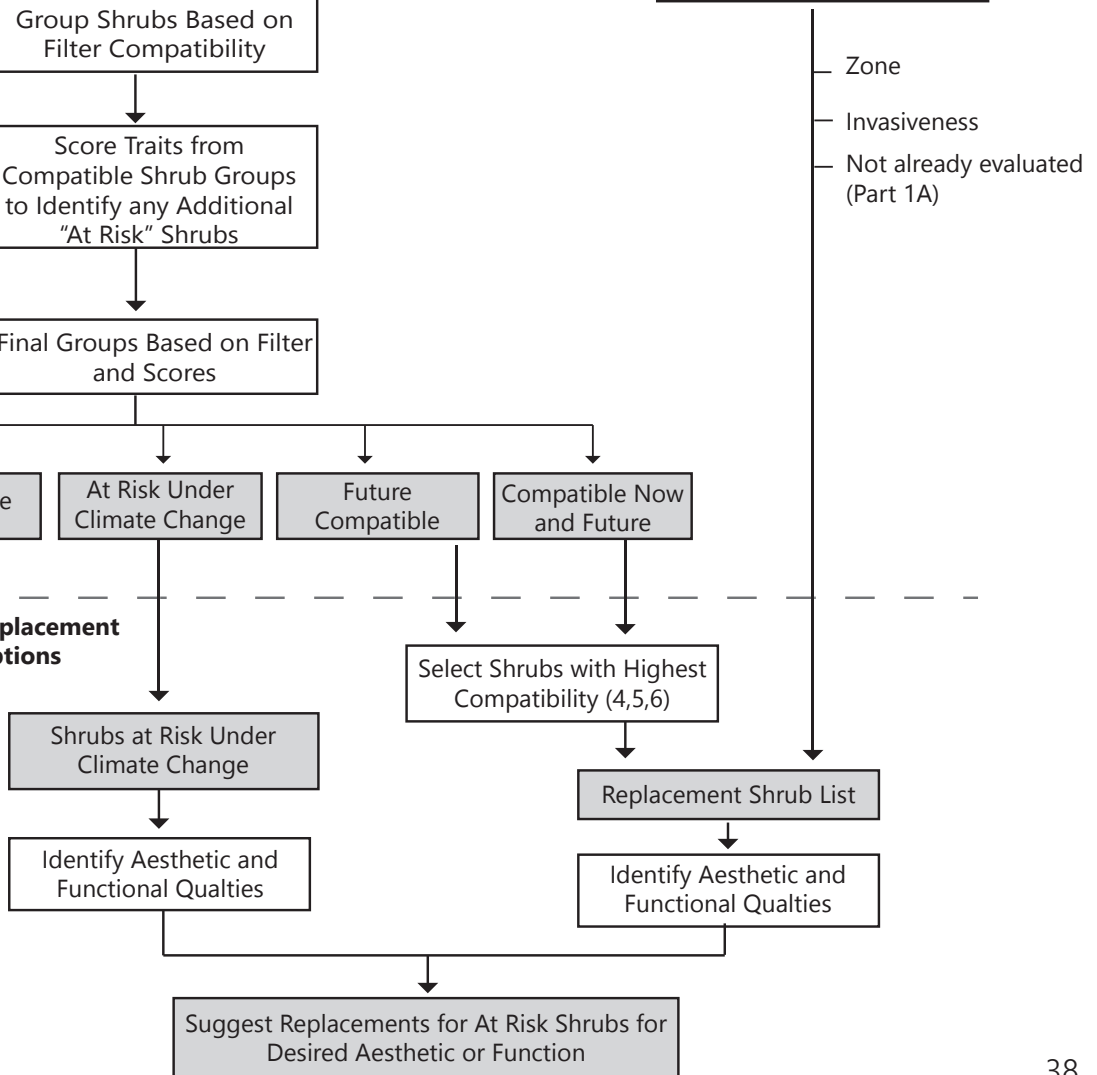 Group Shrubs Based on
Filter Compatibility
Zone
Invasiveness
Not already evaluated
(Part 1A)
Score Traits from
Compatible Shrub Groups
to Identify any Additional
“At Risk” Shrubs
Final Groups Based on Filter
and Scores
e
At Risk Under
Climate Change
Future
Compatible
Compatible Now
and Future
placement
tions
Select Shrubs with Highest
Compatibility (4,5,6)
Shrubs at Risk Under
Climate Change
Replacement Shrub List
Identify Aesthetic and
Functional Qualties
Identify Aesthetic and
Functional Qualties
Suggest Replacements for At Risk Shrubs for
Desired Aesthetic or Function
38